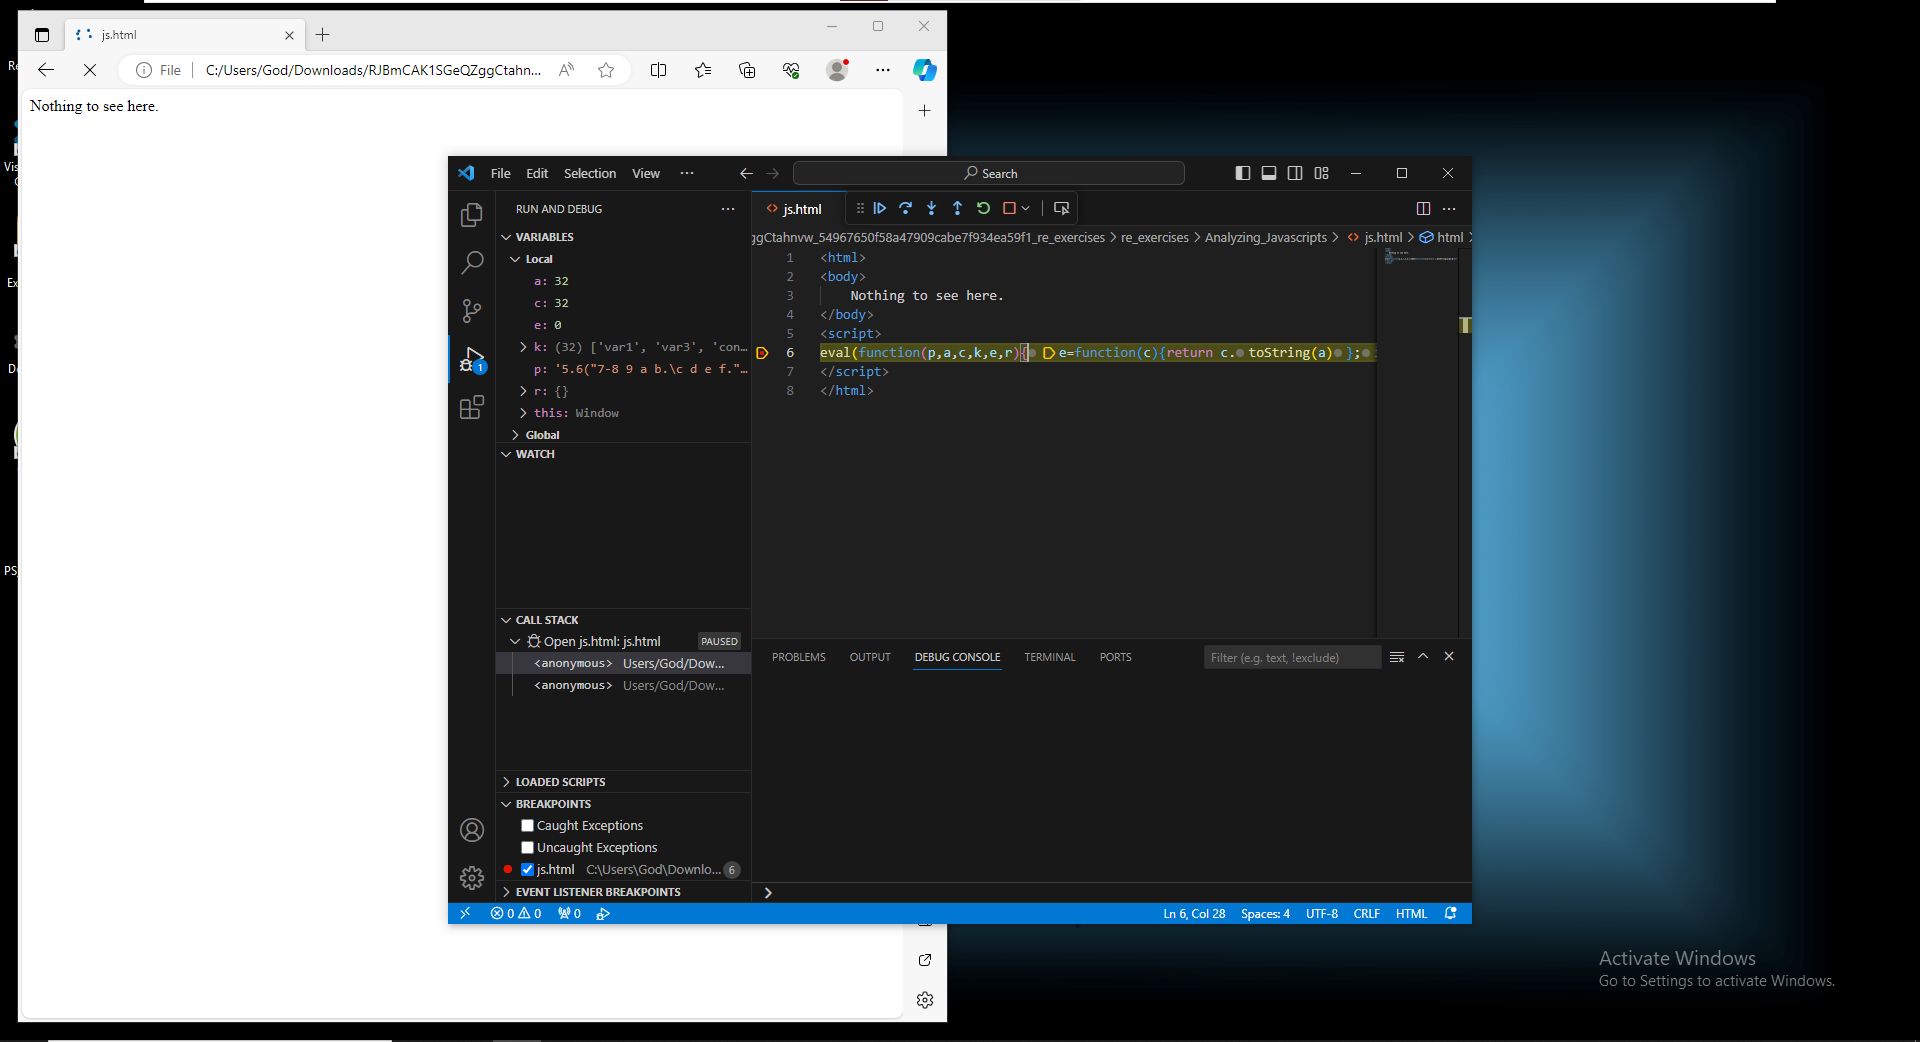 js.html
File
C:/Users/God/Downloads/RJBmCAK1SGeQZggCtahn...
Nothing to see here.
File Edit Selection View ···
Search
RUN AND DEBUG ···
VARIABLES
Local
a: 32
c: 32
e: 0
k: (32) ['var1', 'var3', 'con...
p: '5.6("7-8 9 a b.\c d e f."...
r: {}
this: Window
Global
WATCH
CALL STACK
Open js.html: js.html PAUSED
<anonymous> Users/God/Dow...
<anonymous> Users/God/Dow...
LOADED SCRIPTS
BREAKPOINTS
Caught Exceptions
Uncaught Exceptions
js.html C:\Users\God\Downlo... 6
EVENT LISTENER BREAKPOINTS
1
js.html
ggCtahnvw_54967650f58a47909cabe7f934ea59f1_re_exercises > re_exercises > Analyzing_Javascripts > js.html > html >
1 <html>
2 <body>
3 Nothing to see here.
4 </body>
5 <script>
6 eval(function(p,a,c,k,e,r){ e=function(c){return c. toString(a) };
7 </script>
8 </html>
PROBLEMS OUTPUT DEBUG CONSOLE TERMINAL PORTS
Filter (e.g. text, !exclude)
0 0 0
Ln 6, Col 28 Spaces: 4 UTF-8 CRLF HTML
Activate Windows
Go to Settings to activate Windows.